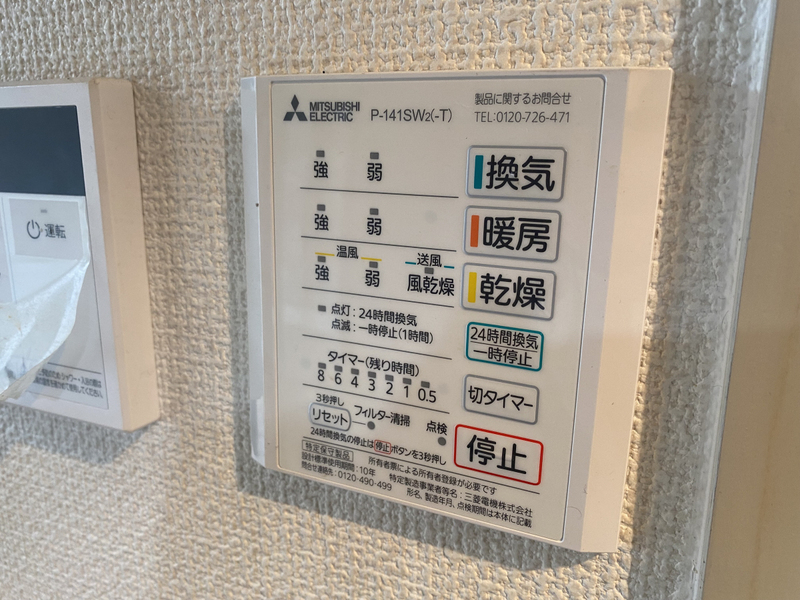 MITSUBISHI
ELECTRIC
P-141SW2(-T)
製品に関するお問合せ
TEL:0120-726-471
強 弱
換気
強 弱
暖房
温風 送風
強 弱 風乾燥
乾燥
点灯:24時間換気
点滅:一時停止(1時間)
24時間換気
一時停止
タイマー(残り時間)
8 6 4 3 2 1 0.5
切タイマー
3秒押し
リセット フィルター清掃 点検
24時間換気の停止は停止ボタンを3秒押し
停止
特定保守製品 所有者票による所有者登録が必要です
設計標準使用期間:10年 特定製造事業者等名:三菱電機株式会社
問合せ連絡先:0120-490-499 形名、製造年月、点検期間は本体に記載
運転